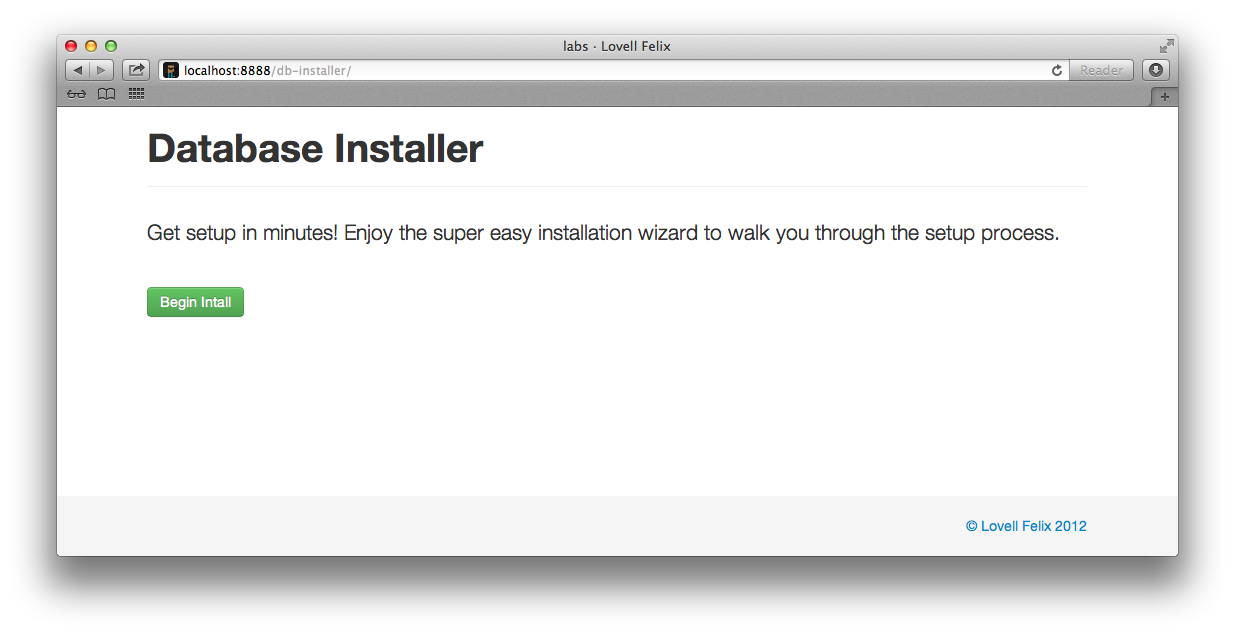 labs · Lovell Felix
localhost:8888/db-installer/
Reader
Database Installer
Get setup in minutes! Enjoy the super easy installation wizard to walk you through the setup process.
Begin Intall
© Lovell Felix 2012